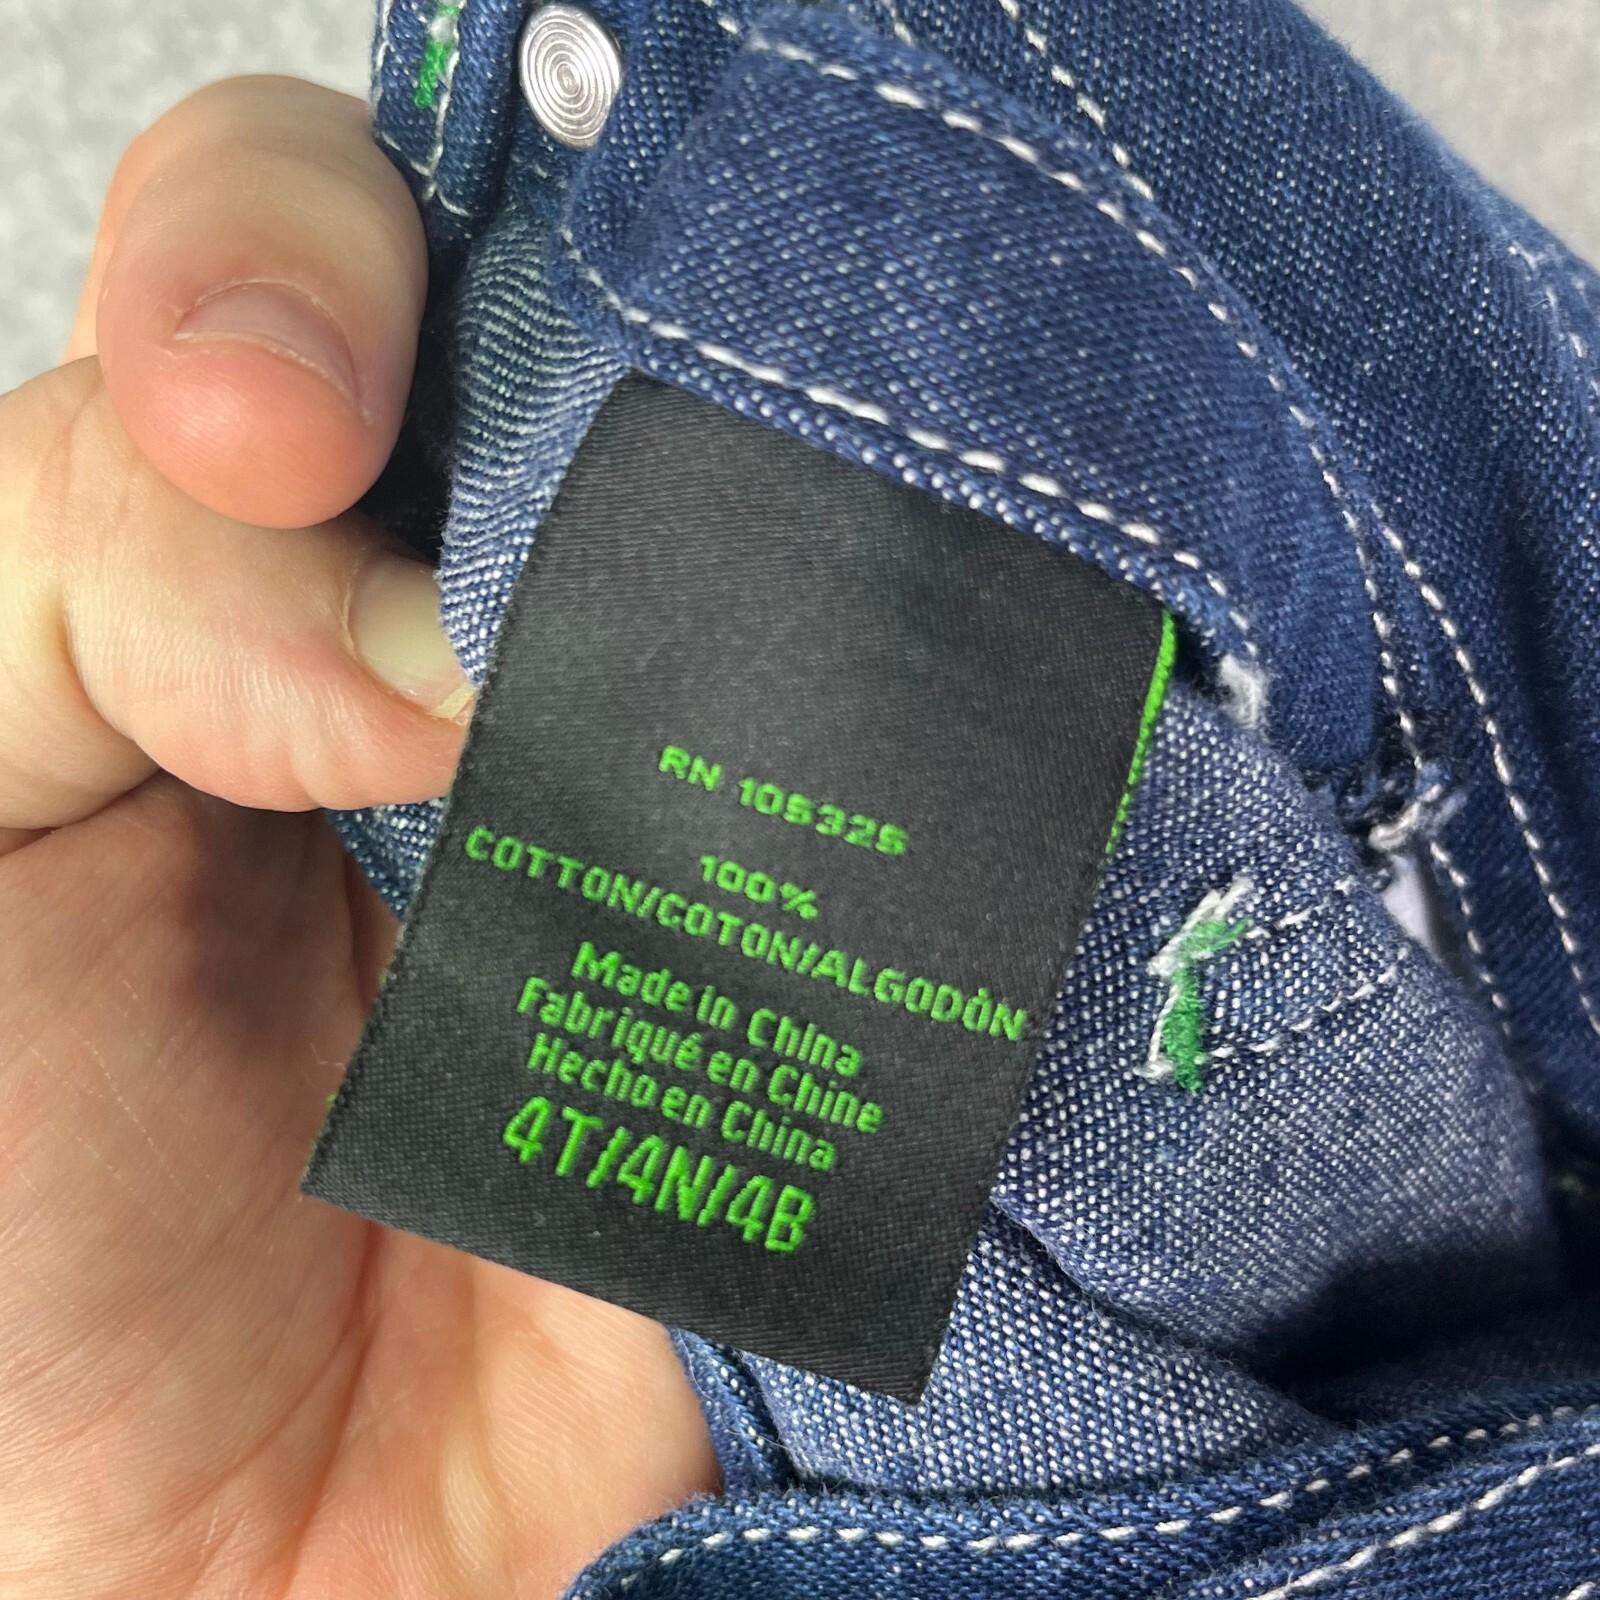 RN 105325
100%
COTTON/COTON/ALGODÓN
Made in China
Fabriqué en Chine
Hecho en China
4T/4N/4B